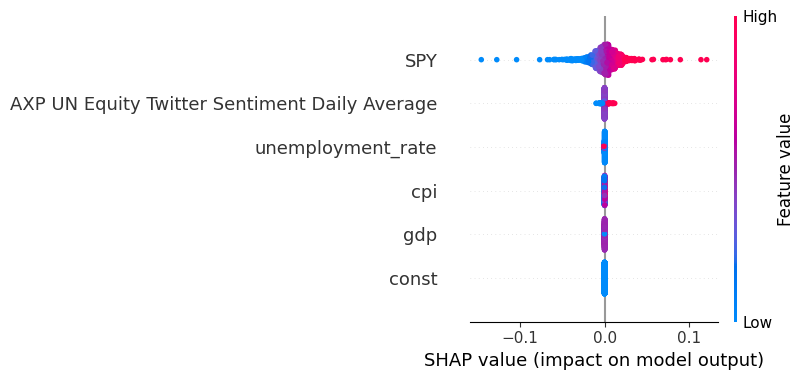 High
SPY
AXP UN Equity Twitter Sentiment Daily Average
unemployment_rate
cpi
gdp
const
Feature value
Low
−0.1 0.0 0.1
SHAP value (impact on model output)